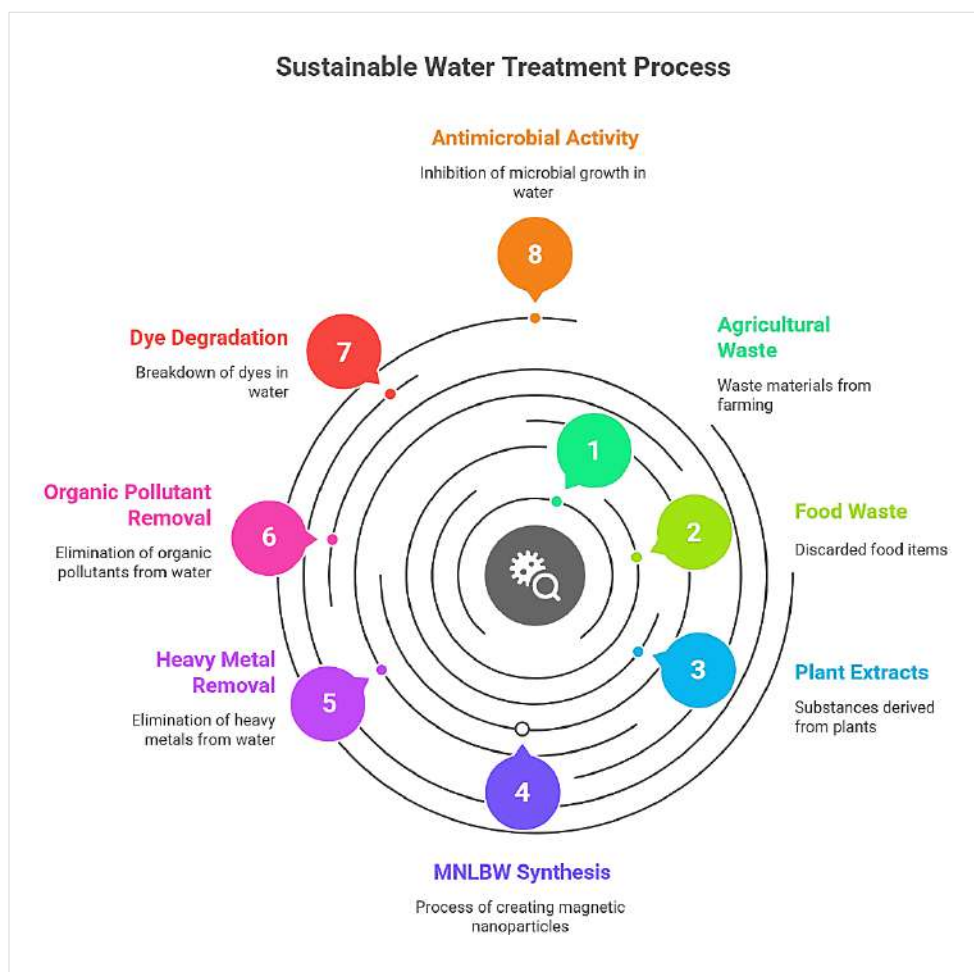 Sustainable Water Treatment Process
Antimicrobial Activity
Inhibition of microbial growth in
water
8
Agricultural
Waste
Waste materials from
farming
1
Food Waste
Discarded food items
2
Plant Extracts
Substances derived
from plants
3
4
MNLBW Synthesis
Process of creating magnetic
nanoparticles
Heavy Metal
Removal
Elimination of heavy
metals from water
5
Organic Pollutant
Removal
Elimination of organic
pollutants from water
6
Dye Degradation
Breakdown of dyes in
water
7